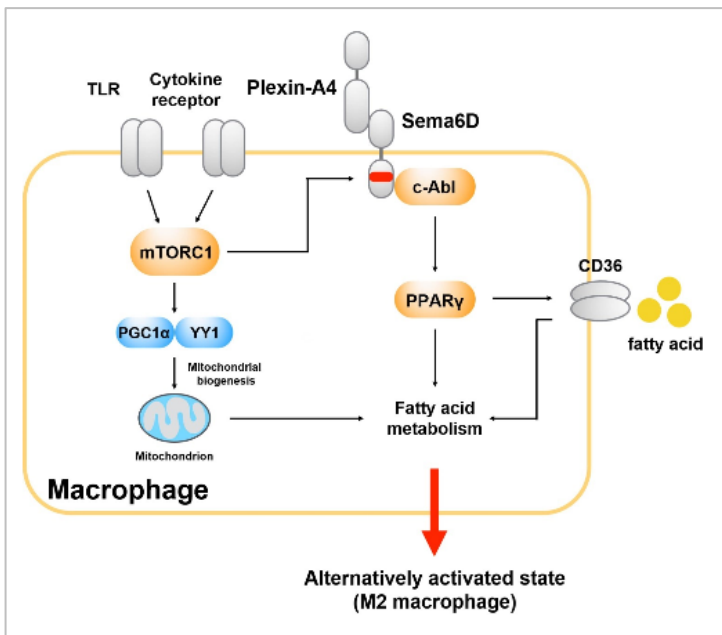 TLR
Cytokine
receptor
Plexin-A4
Sema6D
c-Abl
mTORC1
CD36
PPARγ
PGC1α
YY1
fatty acid
Mitochondrial
biogenesis
Fatty acid
metabolism
Mitochondrion
Macrophage
Alternatively activated state
(M2 macrophage)